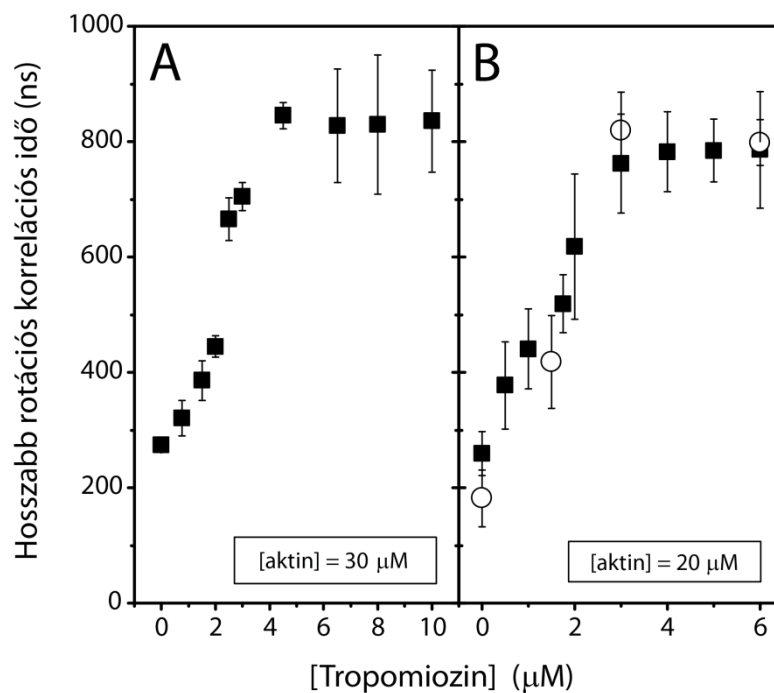 Hosszabb rotációs korrelációs idő (ns)
1000
800
600
400
200
0
A
B
[aktin] = 30 μM
[aktin] = 20 μM
0 2 4 6 8 10
0 2 4 6
[Tropomiozin] (μM)